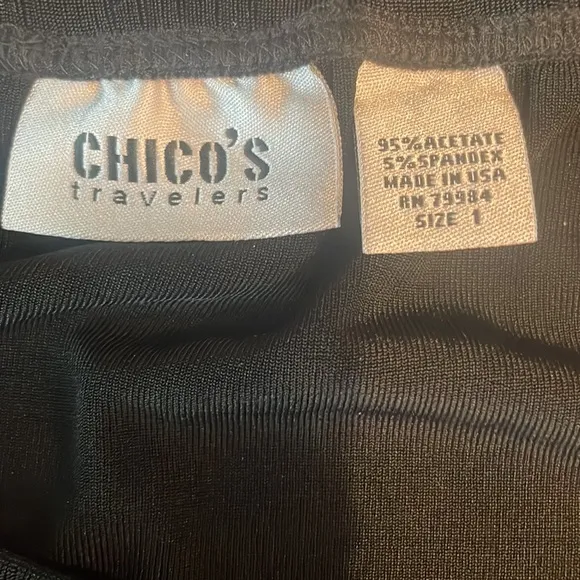 CHICO'S
travelers
95% ACETATE
5% SPANDEX
MADE IN USA
RN 79984
SIZE 1